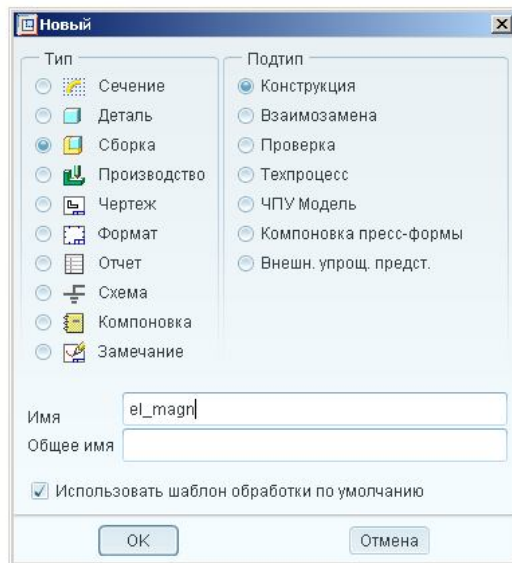 Новый
Тип
Сечение
Деталь
Сборка
Производство
Чертеж
Формат
Отчет
Схема
Компоновка
Замечание
Подтип
Конструкция
Взаимозамена
Проверка
Техпроцесс
ЧПУ Модель
Компоновка пресс-формы
Внешн. упрощ. предст.
Имя
el_magn
Общее имя
Использовать шаблон обработки по умолчанию
OK
Отмена